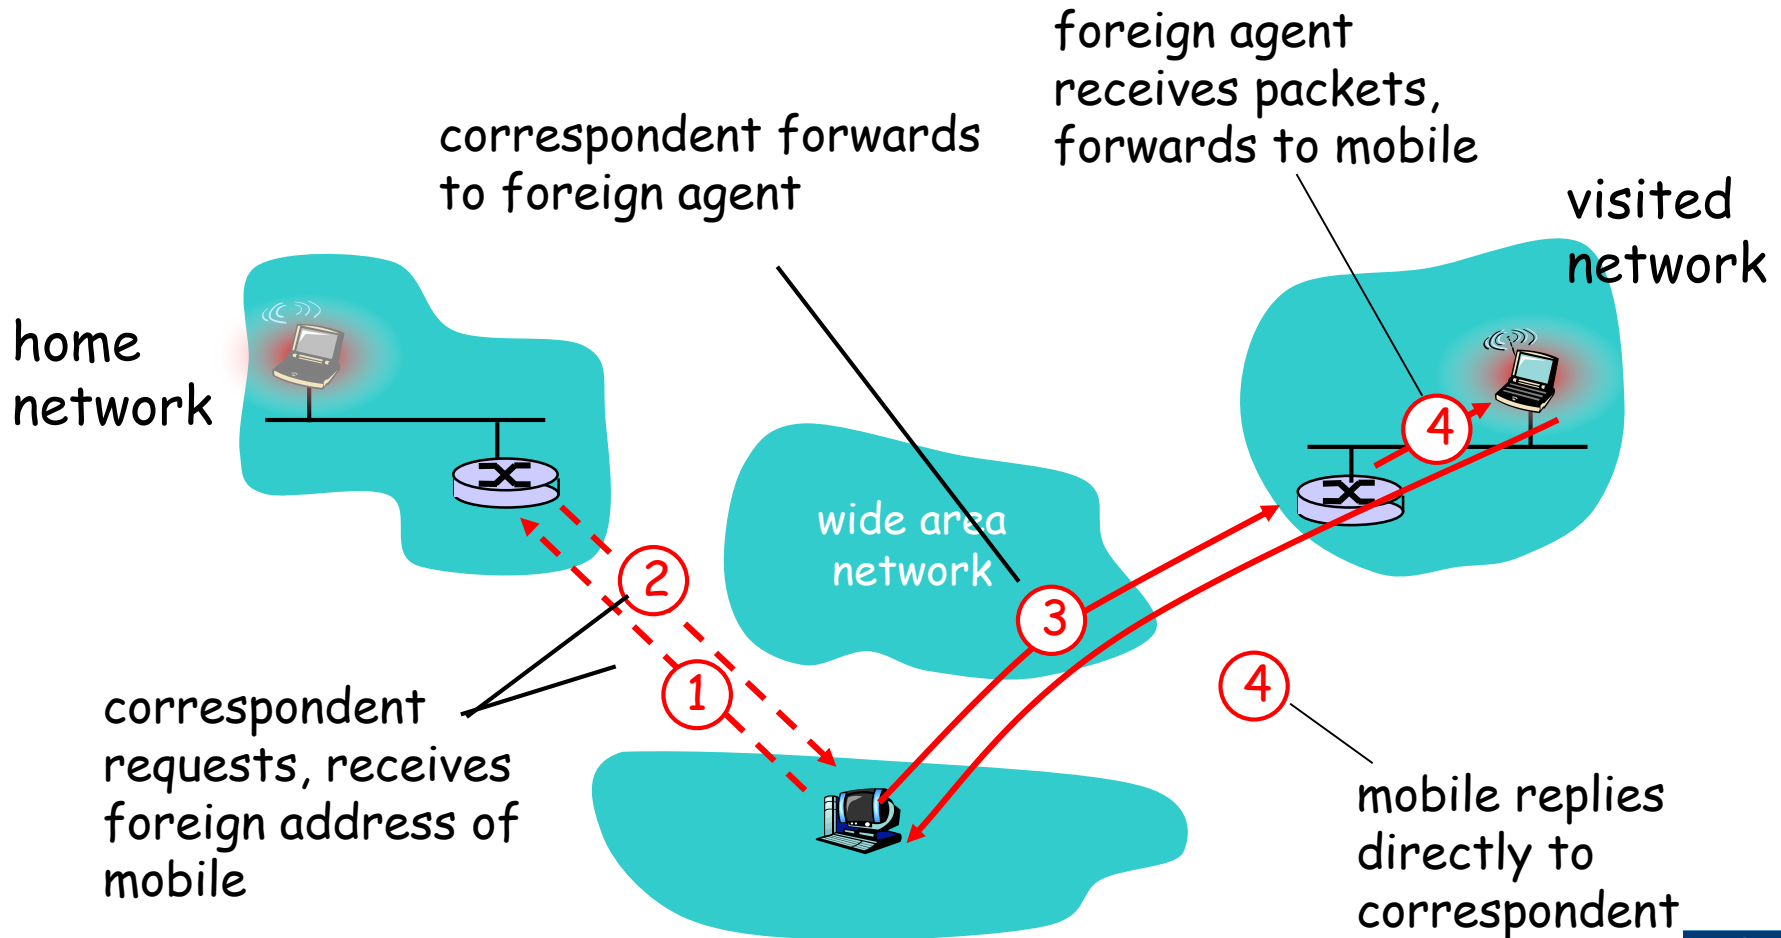 foreign agent
receives packets,
forwards to mobile
correspondent forwards
to foreign agent
visited
network
home
network
4
wide area
network
2
3
1
4
correspondent
requests, receives
foreign address of
mobile
mobile replies
directly to
correspondent